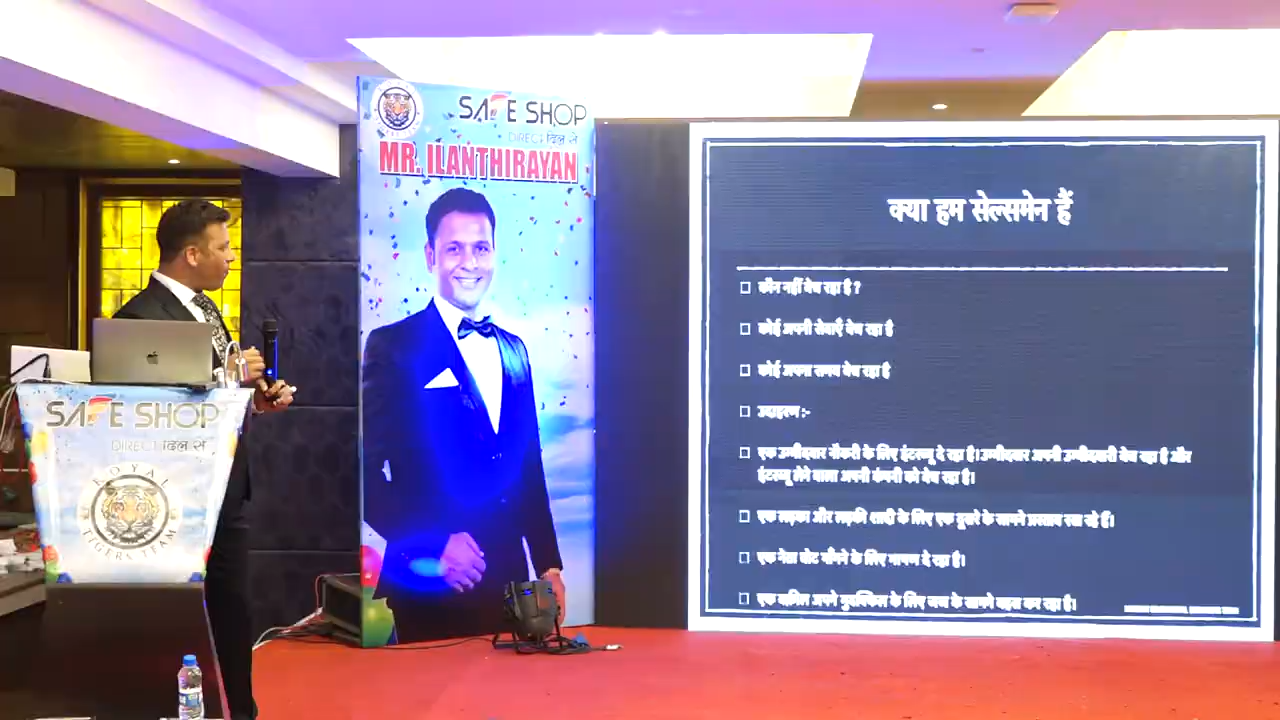 SAFE SHOP
DIRECT दिल से
MR. ILANTHIRAYAN
क्या हम सेल्समेन हैं
कौन नहीं बेच रहा है ?
कोई अपनी सेवाएँ बेच रहा है
कोई अपना समय बेच रहा है
उदाहरण :-
एक उम्मीदवार नौकरी के लिए इंटरव्यू दे रहा है। उम्मीदवार अपनी उम्मीदवारी बेच रहा है और
इंटरव्यू लेने वाला अपनी कंपनी को बेच रहा है।
एक लड़का और लड़की शादी के लिए एक दूसरे के सामने प्रस्ताव रख रहे हैं।
एक नेता वोट माँगने के लिए भाषण दे रहा है।
एक वकील अपने मुवक्किल के लिए जज के सामने बहस कर रहा है।
SAFE SHOP
DIRECT दिल से
ROYAL
TIGERS TEAM